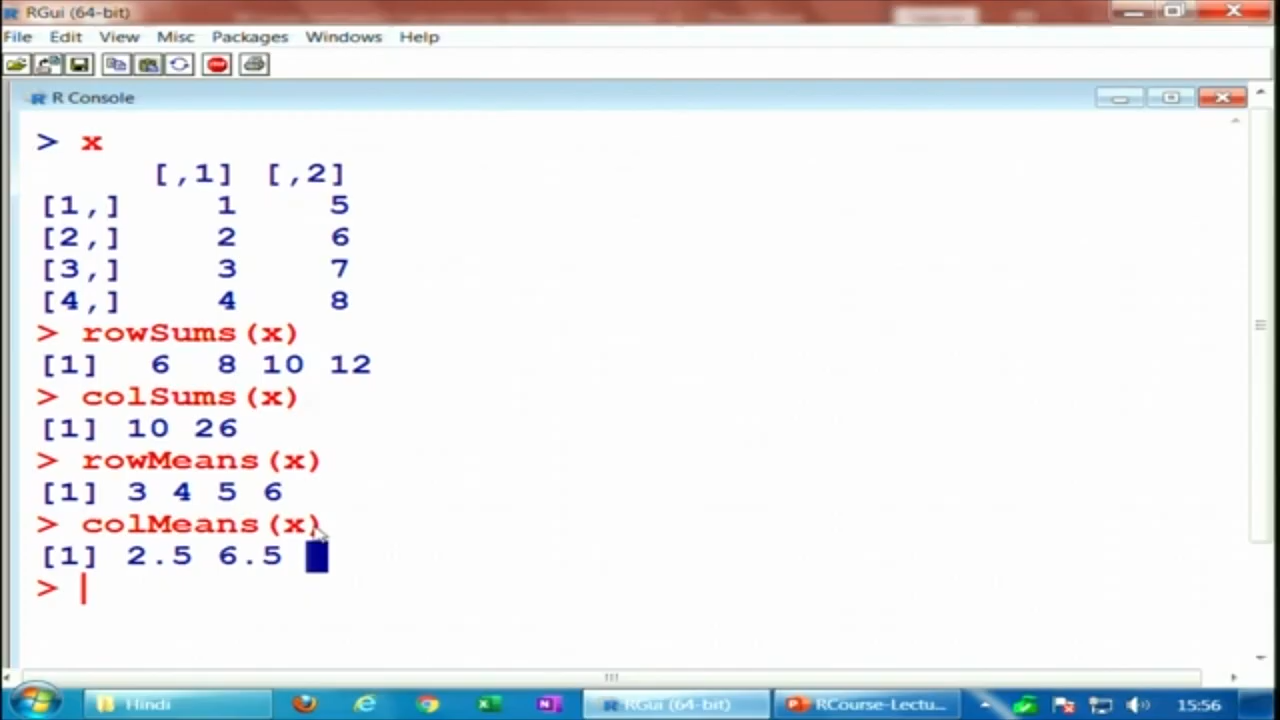 RGui (64-bit)
File Edit View Misc Packages Windows Help
R Console
> x
[,1] [,2]
[1,] 1 5
[2,] 2 6
[3,] 3 7
[4,] 4 8
> rowSums(x)
[1] 6 8 10 12
> colSums(x)
[1] 10 26
> rowMeans(x)
[1] 3 4 5 6
> colMeans(x)
[1] 2.5 6.5
>
Hindi RGui (64-bit) RCourse-Lectu... 15:56